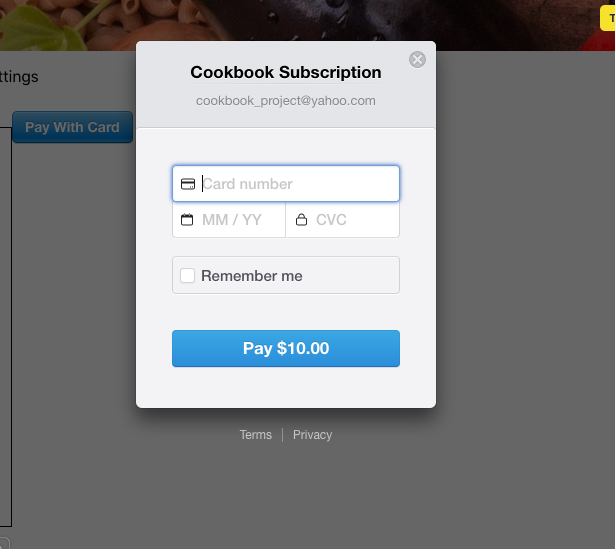 T
ttings
Cookbook Subscription
cookbook_project@yahoo.com
Pay With Card
Card number
MM / YY
CVC
Remember me
Pay $10.00
Terms
Privacy